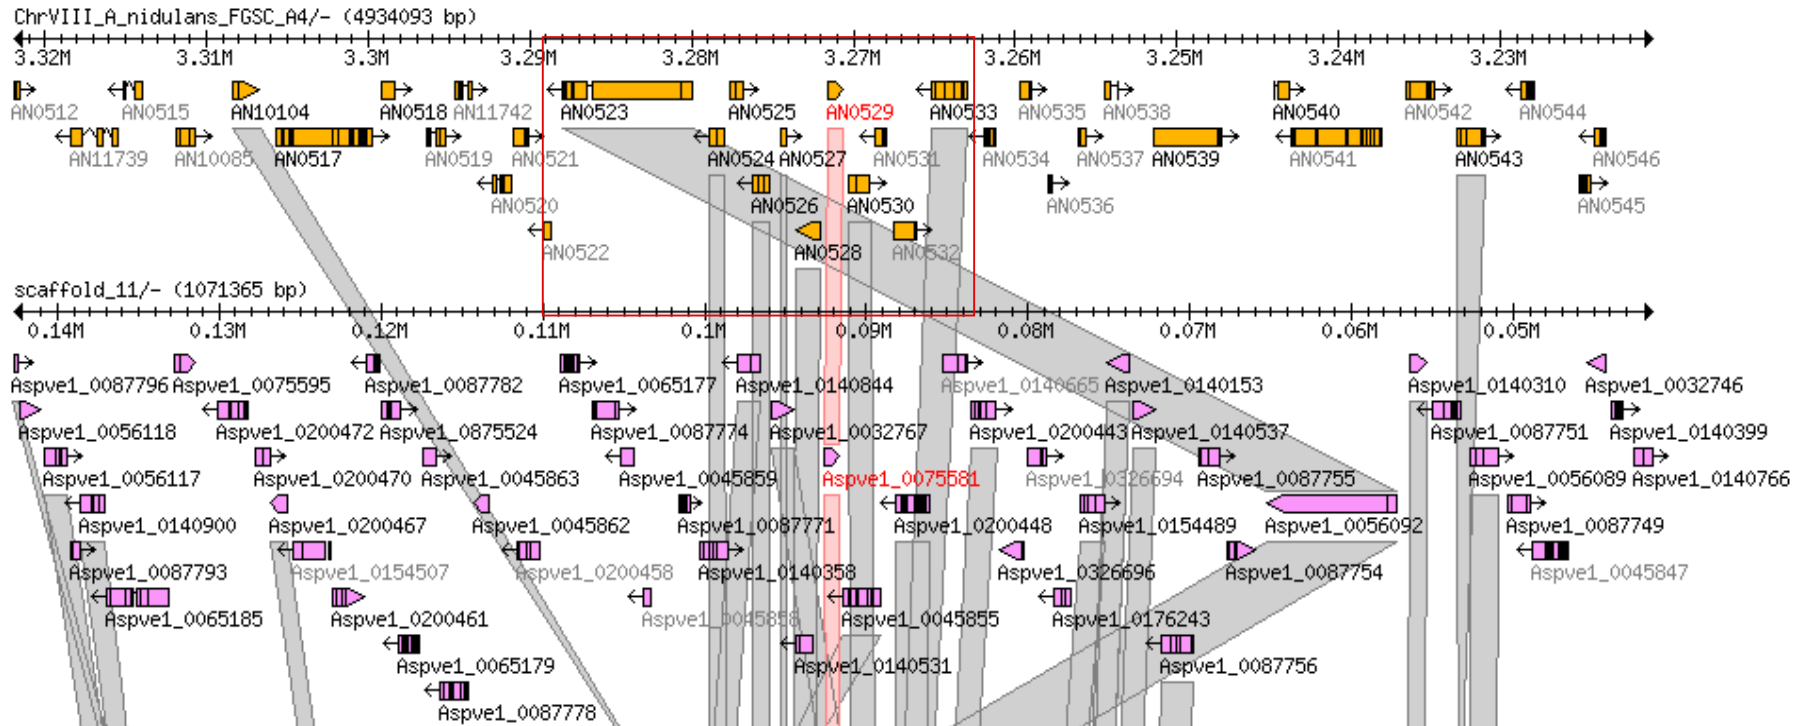 ChrVIII_A_nidulans_FGSC_A4/- (4934093 bp)
3.32M 3.31M 3.3M 3.29M 3.28M 3.27M 3.26M 3.25M 3.24M 3.23M
AN0512 AN0515 AN10104 AN0518 AN11742 AN0523 AN0525 AN0529 AN0533 AN0535 AN0538 AN0540 AN0542 AN0544
AN11739 AN10085 AN0517 AN0519 AN0521 AN0524 AN0527 AN0531 AN0534 AN0537 AN0539 AN0541 AN0543 AN0546
AN0520 AN0526 AN0530 AN0536 AN0545
AN0522 AN0528 AN0532
scaffold_11/- (1071365 bp)
0.14M 0.13M 0.12M 0.11M 0.1M 0.09M 0.08M 0.07M 0.06M 0.05M
Aspve1_0087796 Aspve1_0075595 Aspve1_0087782 Aspve1_0065177 Aspve1_0140844 Aspve1_0140665 Aspve1_0140153 Aspve1_0140310 Aspve1_0032746
Aspve1_0056118 Aspve1_0200472 Aspve1_0875524 Aspve1_0087774 Aspve1_0032767 Aspve1_0200443 Aspve1_0140537 Aspve1_0087751 Aspve1_0140399
Aspve1_0056117 Aspve1_0200470 Aspve1_0045863 Aspve1_0045859 Aspve1_0075581 Aspve1_0326694 Aspve1_0087755 Aspve1_0056089 Aspve1_0140766
Aspve1_0140900 Aspve1_0200467 Aspve1_0045862 Aspve1_0087771 Aspve1_0200448 Aspve1_0154489 Aspve1_0056092 Aspve1_0087749
Aspve1_0087793 Aspve1_0154507 Aspve1_0200458 Aspve1_0140358 Aspve1_0326696 Aspve1_0087754 Aspve1_0045847
Aspve1_0065185 Aspve1_0200461 Aspve1_0045855 Aspve1_0176243
Aspve1_0065179 Aspve1_0140531 Aspve1_0087756
Aspve1_0087778